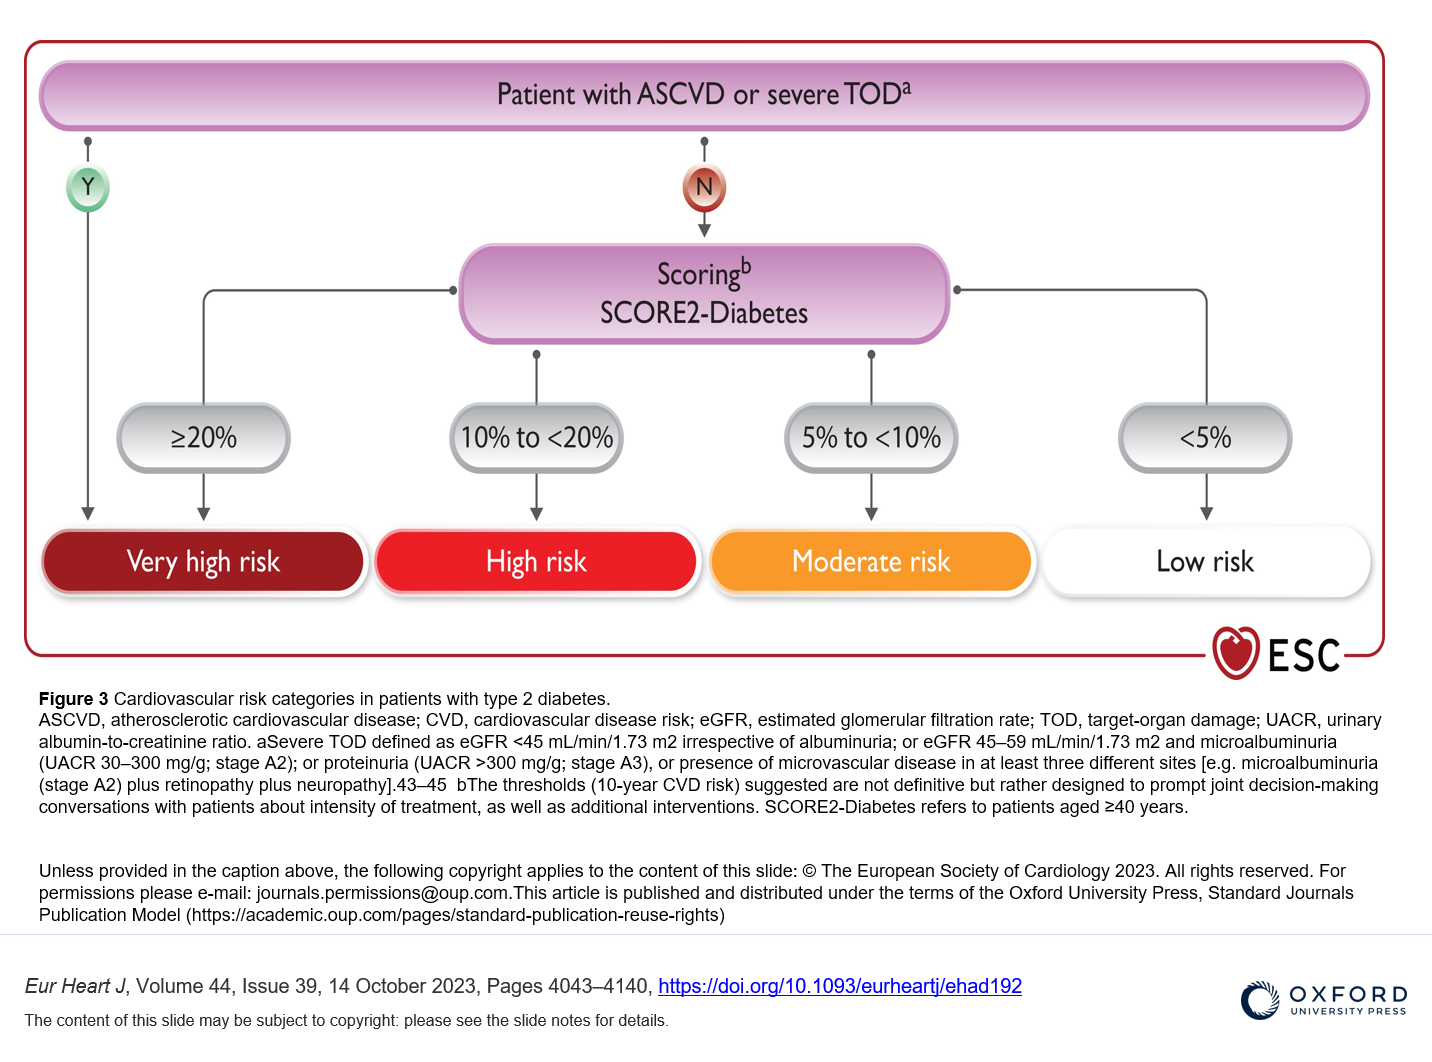 Patient with ASCVD or severe TODa
Y
N
Scoringb
SCORE2-Diabetes
≥20%
10% to <20%
5% to <10%
<5%
Very high risk
High risk
Moderate risk
Low risk
ESC
Figure 3 Cardiovascular risk categories in patients with type 2 diabetes.
ASCVD, atherosclerotic cardiovascular disease; CVD, cardiovascular disease risk; eGFR, estimated glomerular filtration rate; TOD, target-organ damage; UACR, urinary
albumin-to-creatinine ratio. aSevere TOD defined as eGFR <45 mL/min/1.73 m2 irrespective of albuminuria; or eGFR 45–59 mL/min/1.73 m2 and microalbuminuria
(UACR 30–300 mg/g; stage A2); or proteinuria (UACR >300 mg/g; stage A3), or presence of microvascular disease in at least three different sites [e.g. microalbuminuria
(stage A2) plus retinopathy plus neuropathy].43–45  bThe thresholds (10-year CVD risk) suggested are not definitive but rather designed to prompt joint decision-making
conversations with patients about intensity of treatment, as well as additional interventions. SCORE2-Diabetes refers to patients aged ≥40 years.
Unless provided in the caption above, the following copyright applies to the content of this slide: © The European Society of Cardiology 2023. All rights reserved. For
permissions please e-mail: journals.permissions@oup.com.This article is published and distributed under the terms of the Oxford University Press, Standard Journals
Publication Model (https://academic.oup.com/pages/standard-publication-reuse-rights)
Eur Heart J, Volume 44, Issue 39, 14 October 2023, Pages 4043–4140, https://doi.org/10.1093/eurheartj/ehad192
The content of this slide may be subject to copyright: please see the slide notes for details.
OXFORD
UNIVERSITY PRESS